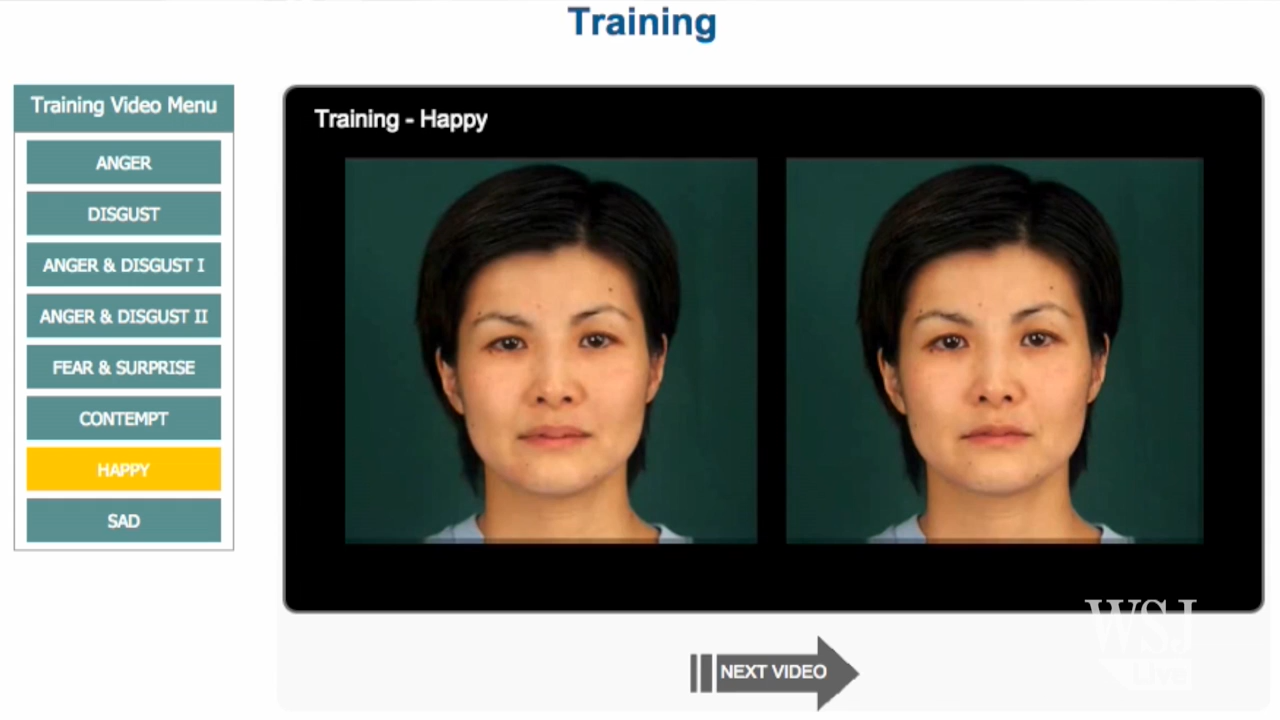 Training
Training Video Menu
ANGER
DISGUST
ANGER & DISGUST I
ANGER & DISGUST II
FEAR & SURPRISE
CONTEMPT
HAPPY
SAD
Training - Happy
NEXT VIDEO
WSJ
Live